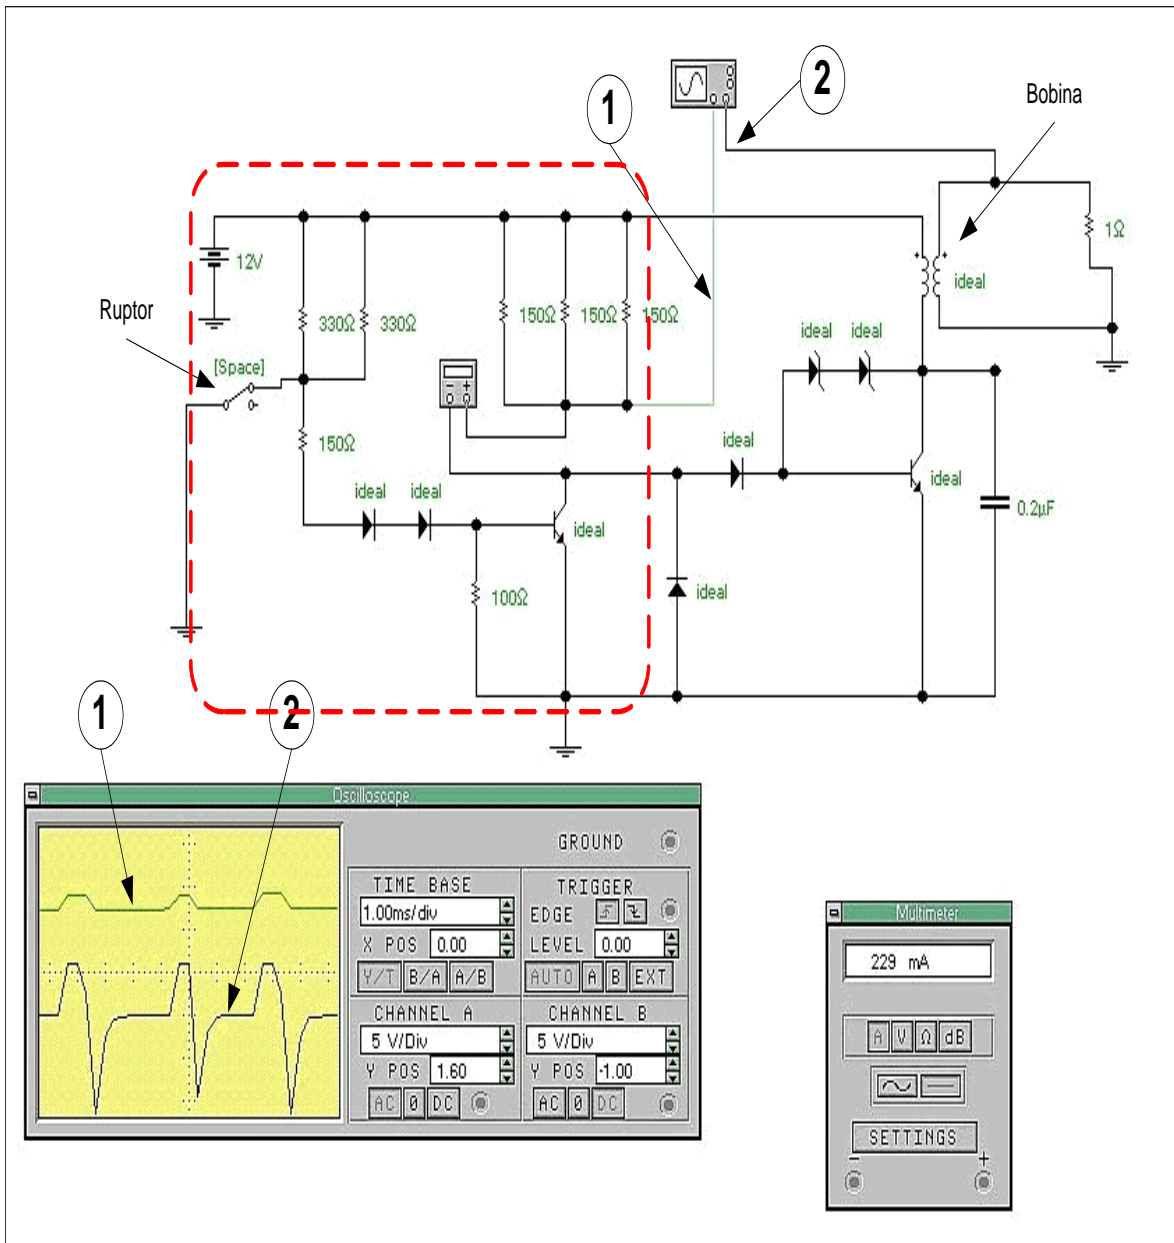 2
1
Bobina
1Ω
12V
ideal
Ruptor
330Ω 330Ω
150Ω 150Ω 150Ω
ideal ideal
[Space]
- +
150Ω
ideal
ideal
ideal ideal
0.2µF
ideal
100Ω
ideal
1
2
Oscilloscope
GROUND
TIME BASE
1.00ms/div
X POS 0.00
Y/T B/A A/B
TRIGGER
EDGE
LEVEL 0.00
AUTO A B EXT
CHANNEL A
5 V/Div
Y POS 1.60
AC 0 DC
CHANNEL B
5 V/Div
Y POS -1.00
AC 0 DC
Multimeter
229 mA
A V Ω dB
SETTINGS
- +